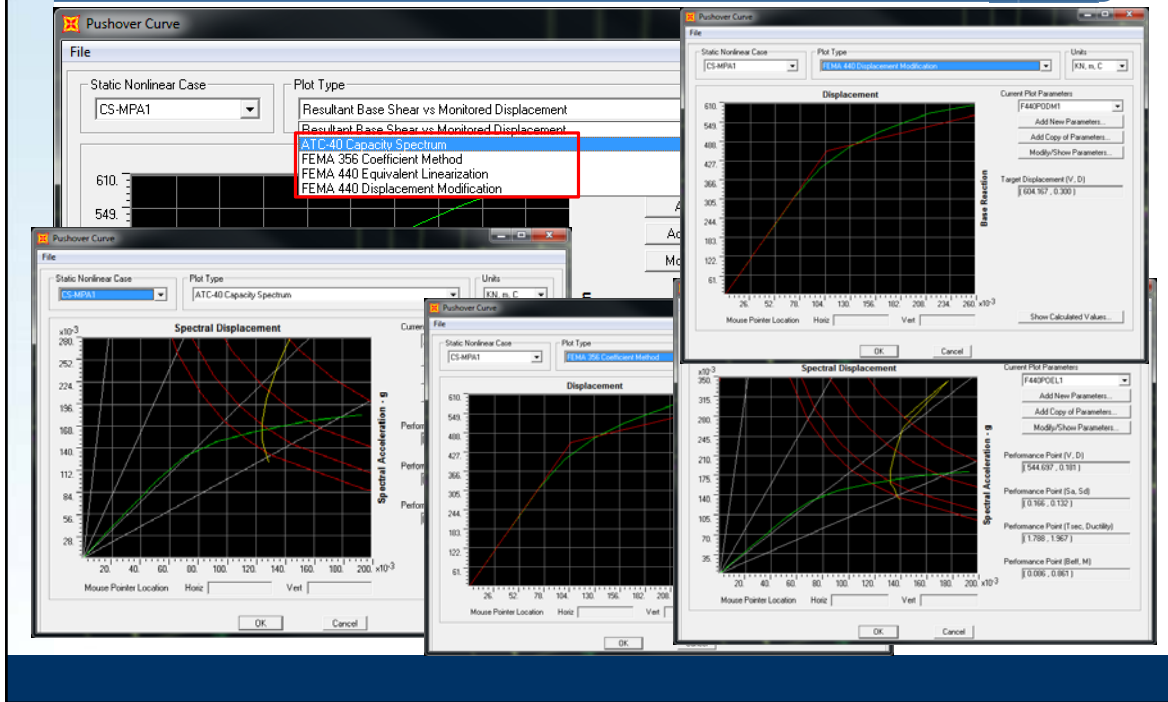 Pushover Curve
File
Static Nonlinear Case
CS-MPA1
Plot Type
Resultant Base Shear vs Monitored Displacement
Resultant Base Shear vs Monitored Displacement
ATC-40 Capacity Spectrum
FEMA 356 Coefficient Method
FEMA 440 Equivalent Linearization
FEMA 440 Displacement Modification
610.
549.
Pushover Curve
File
Static Nonlinear Case
CS-MPA1
Plot Type
FEMA 440 Displacement Modification
Units
KN, m, C
Displacement
610.
549.
488.
427.
366.
305.
244.
183.
122.
61.
26. 52. 78. 104. 130. 156. 182. 208. 234. 260. x10-3
Base Reaction
Mouse Pointer Location Horiz Vert
Current Plot Parameters
F440PODM1
Add New Parameters...
Add Copy of Parameters...
Modify/Show Parameters...
Target Displacement (V, D)
( 604.167 , 0.300 )
Show Calculated Values...
OK Cancel
Pushover Curve
File
Static Nonlinear Case
CS-MPA1
Plot Type
ATC-40 Capacity Spectrum
Units
KN, m, C
x10-3
Spectral Displacement
280.
252.
224.
196.
168.
140.
112.
84.
56.
28.
20. 40. 60. 80. 100. 120. 140. 160. 180. 200. x10-3
Spectral Acceleration - g
Mouse Pointer Location Horiz Vert
OK Cancel
Pushover Curve
File
Static Nonlinear Case
CS-MPA1
Plot Type
FEMA 356 Coefficient Method
Displacement
610.
549.
488.
427.
366.
305.
244.
183.
122.
61.
26. 52. 78. 104. 130. 156. 182. 208.
Mouse Pointer Location Horiz Vert
OK
x10-3
Spectral Displacement
350.
315.
280.
245.
210.
175.
140.
105.
70.
35.
20. 40. 60. 80. 100. 120. 140. 160. 180. 200. x10-3
Spectral Acceleration - g
Mouse Pointer Location Horiz Vert
Current Plot Parameters
F440POEL1
Add New Parameters...
Add Copy of Parameters...
Modify/Show Parameters...
Performance Point (V, D)
( 544.697 , 0.181 )
Performance Point (Sa, Sd)
( 0.166 , 0.132 )
Performance Point (Tsec, Ductility)
( 1.788 , 1.967 )
Performance Point (Beff, M)
( 0.086 , 0.861 )
OK Cancel